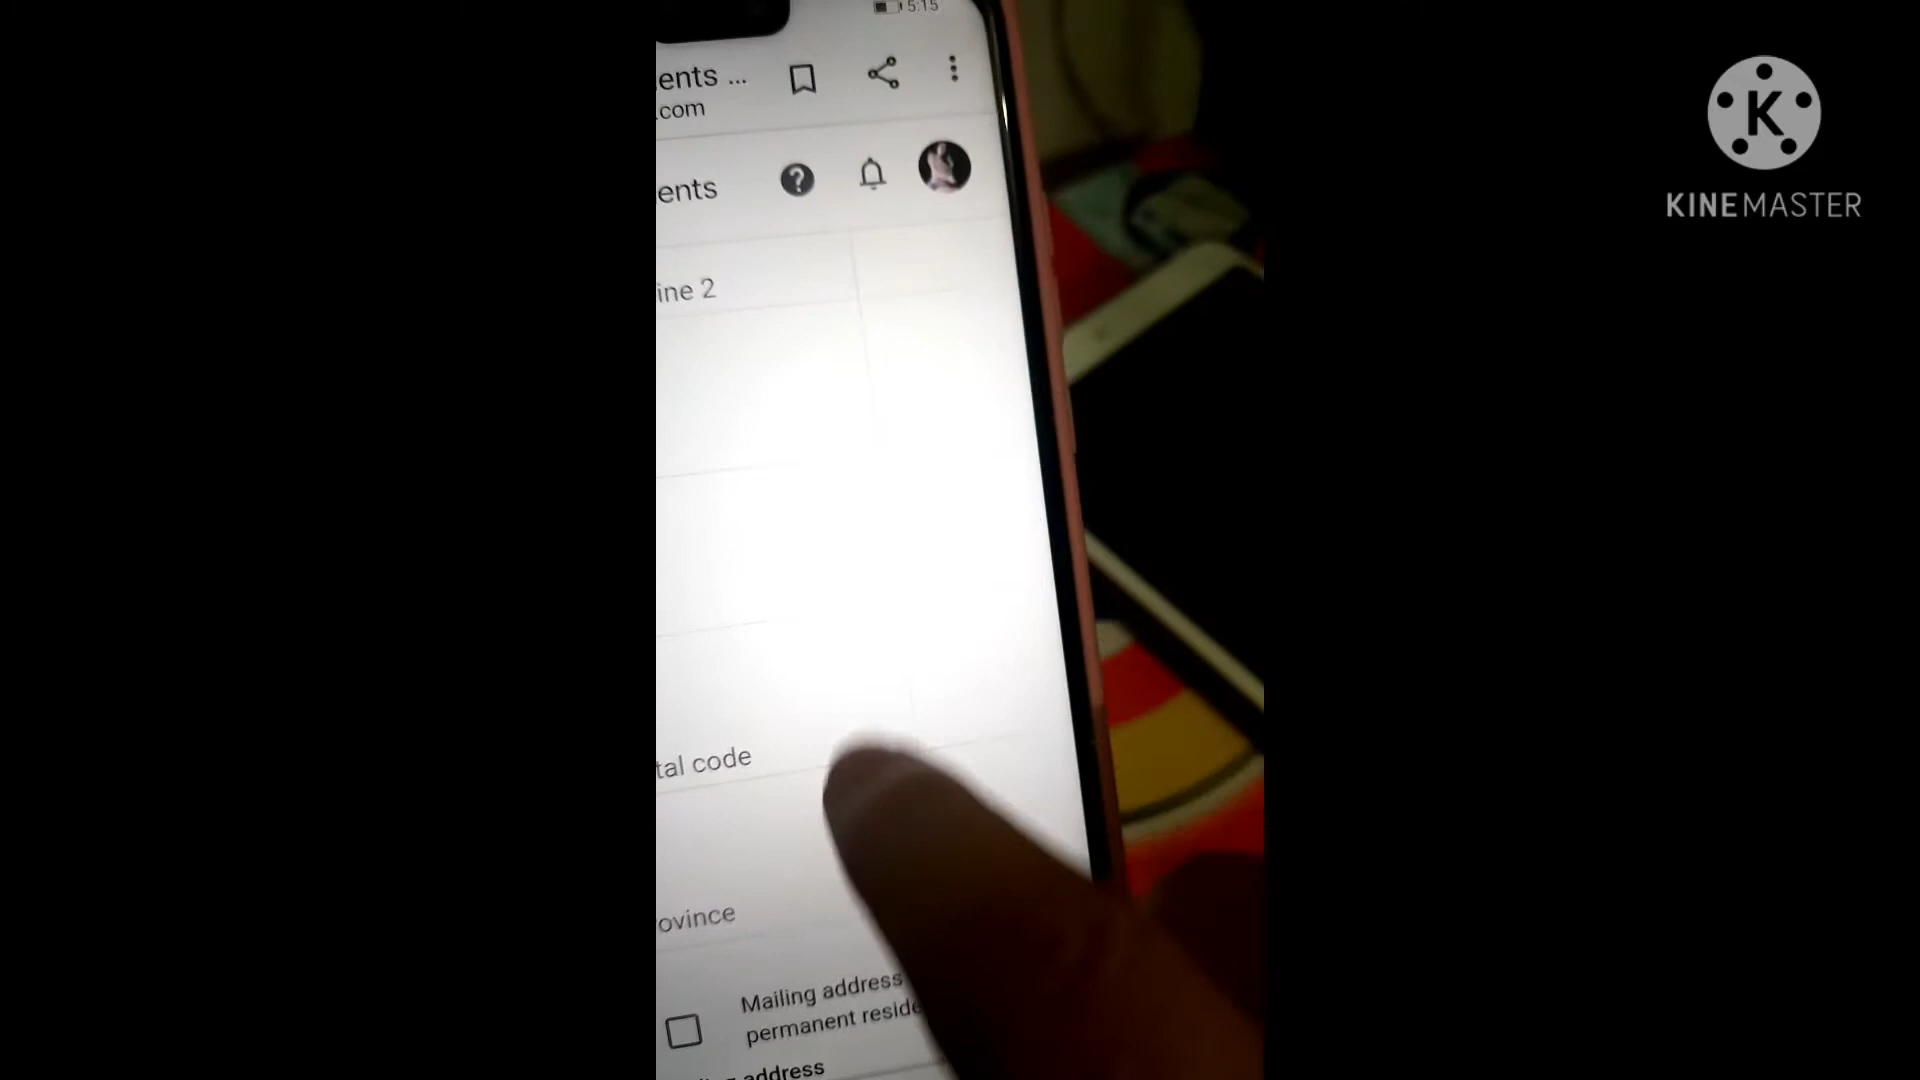 5:15
ents ...
.com
ents
ine 2
tal code
ovince
Mailing address
permanent reside
address
K
KINEMASTER